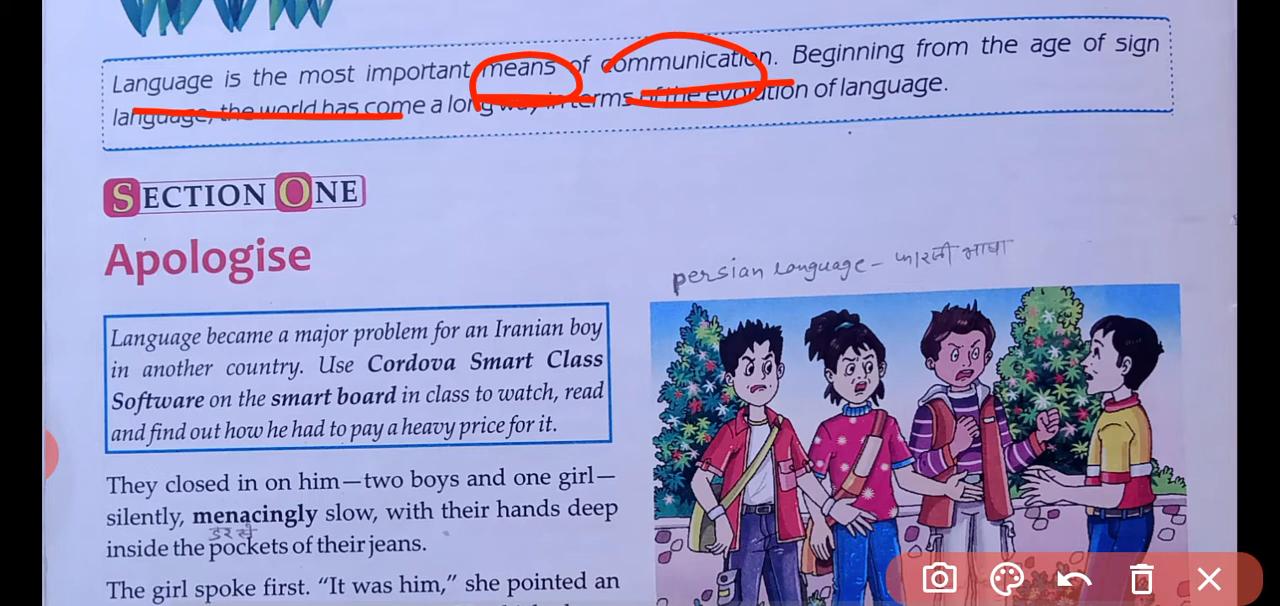 Language is the most important means of communication. Beginning from the age of sign
language, the world has come a long way in terms of the evolution of language.
SECTION ONE
Apologise
persian language - फारसी भाषा
Language became a major problem for an Iranian boy
in another country. Use Cordova Smart Class
Software on the smart board in class to watch, read
and find out how he had to pay a heavy price for it.
They closed in on him—two boys and one girl—
silently, menacingly slow, with their hands deep
inside the pockets of their jeans.
The girl spoke first. "It was him," she pointed an